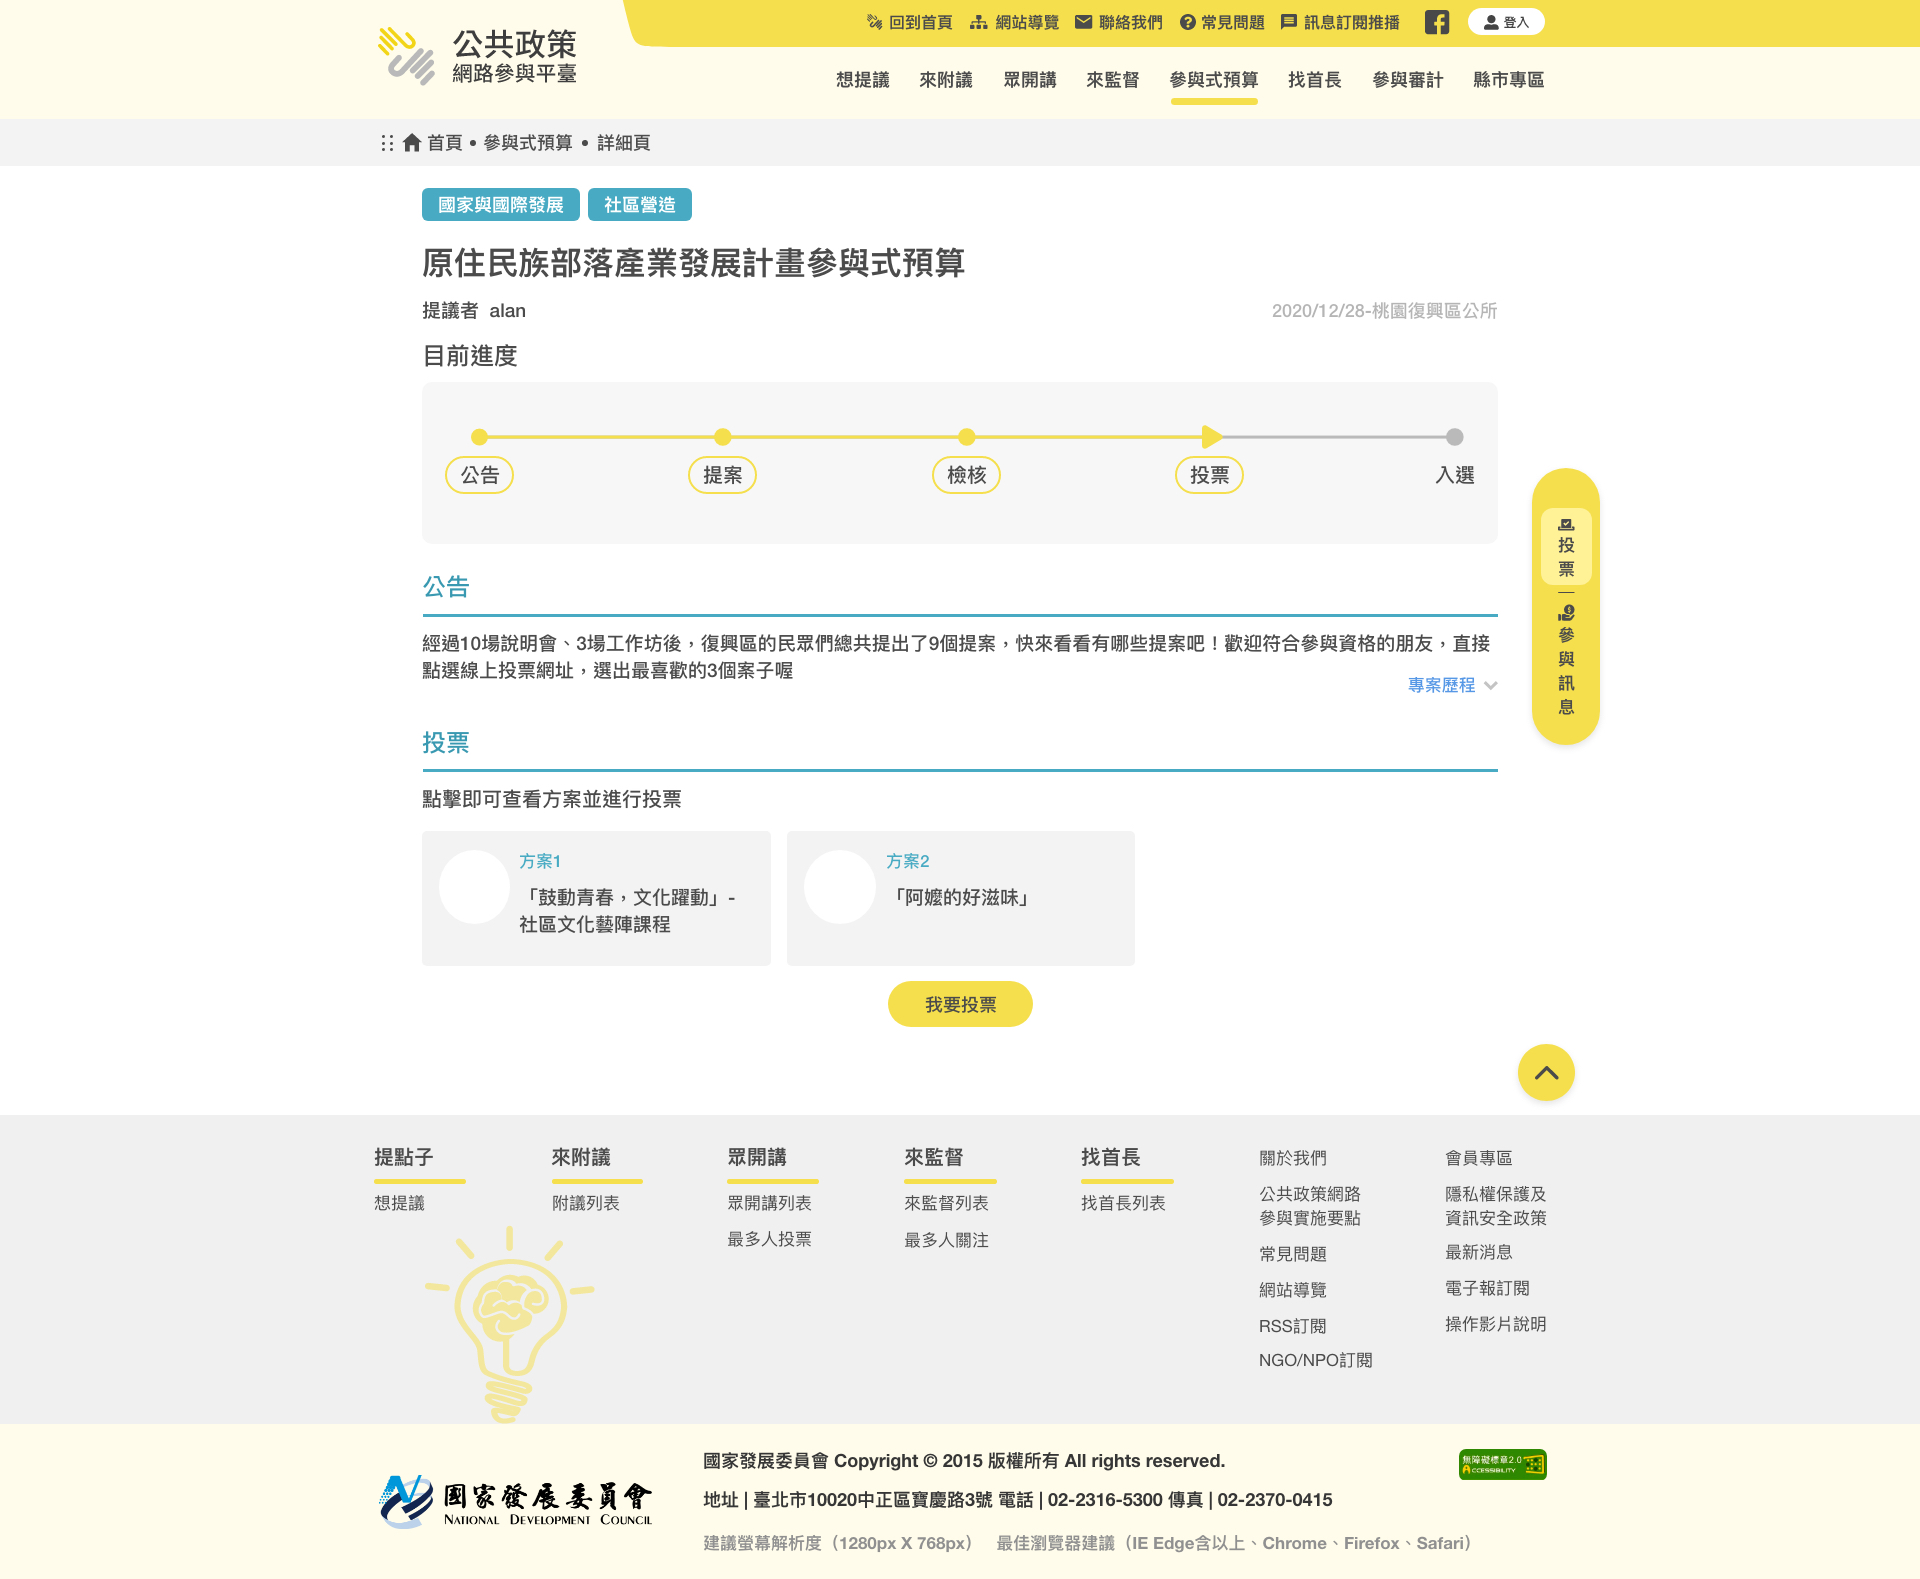 公共政策
網路參與平臺
回到首頁 網站導覽 聯絡我們 常見問題 訊息訂閱推播 登入
想提議 來附議 眾開講 來監督 參與式預算 找首長 參與審計 縣市專區
首頁 • 參與式預算 • 詳細頁
國家與國際發展 社區營造
原住民族部落產業發展計畫參與式預算
提議者 alan 2020/12/28-桃園復興區公所
目前進度
公告 提案 檢核 投票 入選
公告
經過10場說明會、3場工作坊後，復興區的民眾們總共提出了9個提案，快來看看有哪些提案吧！歡迎符合參與資格的朋友，直接
點選線上投票網址，選出最喜歡的3個案子喔
專案歷程
投票
參與訊息
投票
點擊即可查看方案並進行投票
方案1
「鼓動青春，文化躍動」-
社區文化藝陣課程
方案2
「阿嬤的好滋味」
我要投票
提點子
想提議
來附議
附議列表
眾開講
眾開講列表
最多人投票
來監督
來監督列表
最多人關注
找首長
找首長列表
關於我們
公共政策網路
參與實施要點
常見問題
網站導覽
RSS訂閱
NGO/NPO訂閱
會員專區
隱私權保護及
資訊安全政策
最新消息
電子報訂閱
操作影片說明
國家發展委員會
NATIONAL DEVELOPMENT COUNCIL
國家發展委員會 Copyright © 2015 版權所有 All rights reserved.
地址 | 臺北市10020中正區寶慶路3號 電話 | 02-2316-5300 傳真 | 02-2370-0415
建議螢幕解析度（1280px X 768px） 最佳瀏覽器建議（IE Edge含以上、Chrome、Firefox、Safari）
無障礙標章2.0
ACCESSIBILITY